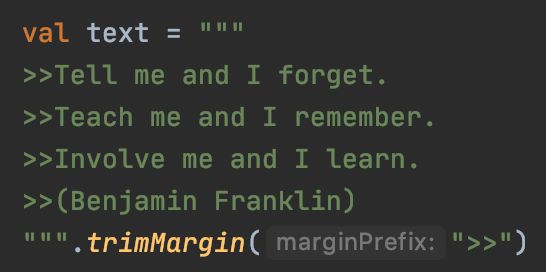 val text = """
>>Tell me and I forget.
>>Teach me and I remember.
>>Involve me and I learn.
>>(Benjamin Franklin)
""".trimMargin( marginPrefix: ">>")